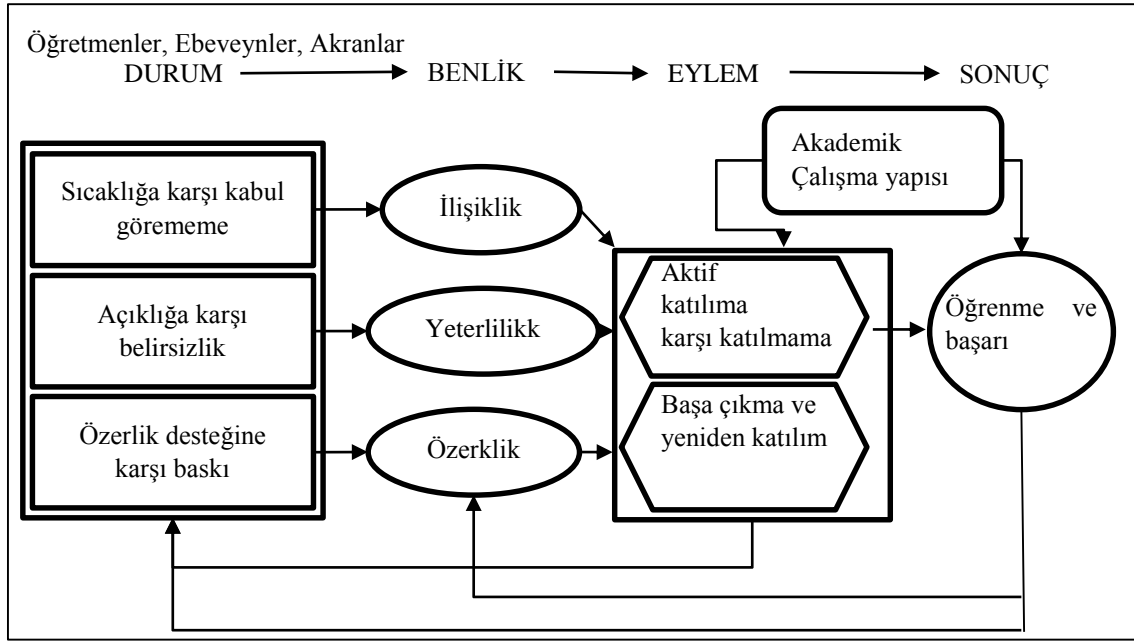 Öğretmenler, Ebeveynler, Akranlar
DURUM BENLİK EYLEM SONUÇ
Akademik
Çalışma yapısı
Sıcaklığa karşı kabul
görememe
İlişiklik
Aktif
katılıma
karşı katılmama
Açıklığa karşı
belirsizlik
Yeterlilikk
Öğrenme ve
başarı
Özerlik desteğine
karşı baskı
Özerklik
Başa çıkma ve
yeniden katılım